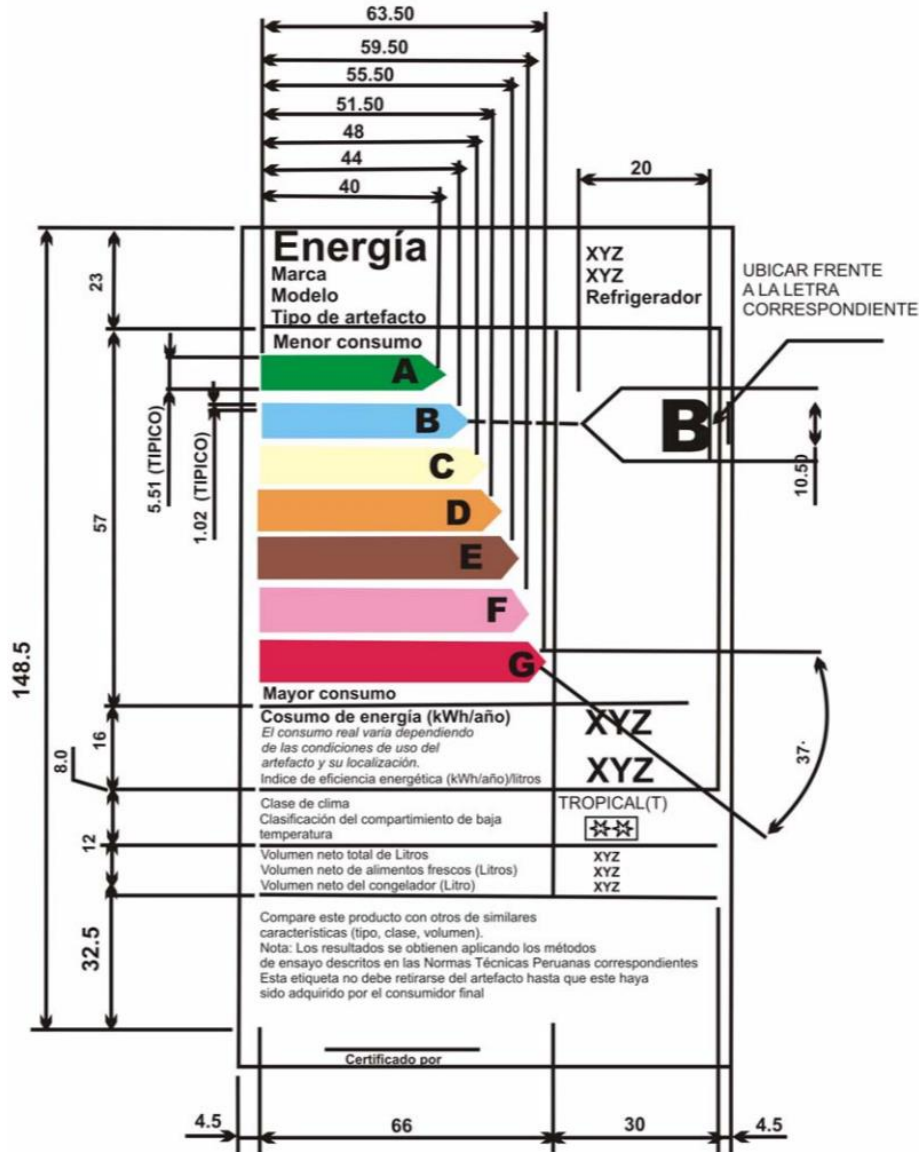 63.50
59.50
55.50
51.50
48
44
40
20
Energía
Marca
Modelo
Tipo de artefacto
XYZ
XYZ
Refrigerador
UBICAR FRENTE
A LA LETRA
CORRESPONDIENTE
Menor consumo
A
B
C
D
E
F
G
B
10.50
23
5.51 (TIPICO)
1.02 (TIPICO)
57
148.5
Mayor consumo
Cosumo de energía (kWh/año)
XYZ
El consumo real varia dependiendo
de las condiciones de uso del
artefacto y su localización.
Indice de eficiencia energética (kWh/año)/litros
XYZ
37·
16
8.0
Clase de clima
TROPICAL(T)
Clasificación del compartimiento de baja
temperatura
12
Volumen neto total de Litros
XYZ
Volumen neto de alimentos frescos (Litros)
XYZ
Volumen neto del congelador (Litro)
XYZ
32.5
Compare este producto con otros de similares
características (tipo, clase, volumen).
Nota: Los resultados se obtienen aplicando los métodos
de ensayo descritos en las Normas Técnicas Peruanas correspondientes
Esta etiqueta no debe retirarse del artefacto hasta que este haya
sido adquirido por el consumidor final
Certificado por
4.5
66
30
4.5